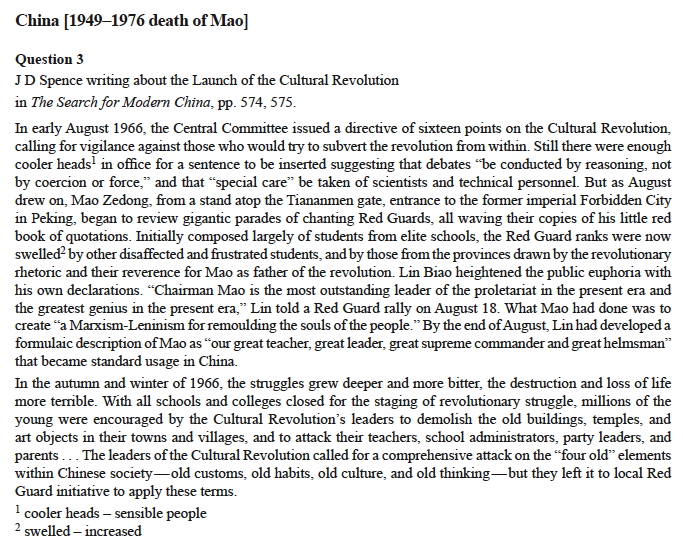 China [1949–1976 death of Mao]
Question 3
J D Spence writing about the Launch of the Cultural Revolution
in The Search for Modern China, pp. 574, 575.
In early August 1966, the Central Committee issued a directive of sixteen points on the Cultural Revolution,
calling for vigilance against those who would try to subvert the revolution from within. Still there were enough
cooler heads1 in office for a sentence to be inserted suggesting that debates “be conducted by reasoning, not
by coercion or force,” and that “special care” be taken of scientists and technical personnel. But as August
drew on, Mao Zedong, from a stand atop the Tiananmen gate, entrance to the former imperial Forbidden City
in Peking, began to review gigantic parades of chanting Red Guards, all waving their copies of his little red
book of quotations. Initially composed largely of students from elite schools, the Red Guard ranks were now
swelled2 by other disaffected and frustrated students, and by those from the provinces drawn by the revolutionary
rhetoric and their reverence for Mao as father of the revolution. Lin Biao heightened the public euphoria with
his own declarations. “Chairman Mao is the most outstanding leader of the proletariat in the present era and
the greatest genius in the present era,” Lin told a Red Guard rally on August 18. What Mao had done was to
create “a Marxism-Leninism for remoulding the souls of the people.” By the end of August, Lin had developed a
formulaic description of Mao as “our great teacher, great leader, great supreme commander and great helmsman”
that became standard usage in China.
In the autumn and winter of 1966, the struggles grew deeper and more bitter, the destruction and loss of life
more terrible. With all schools and colleges closed for the staging of revolutionary struggle, millions of the
young were encouraged by the Cultural Revolution’s leaders to demolish the old buildings, temples, and
art objects in their towns and villages, and to attack their teachers, school administrators, party leaders, and
parents . . . The leaders of the Cultural Revolution called for a comprehensive attack on the “four old” elements
within Chinese society—old customs, old habits, old culture, and old thinking—but they left it to local Red
Guard initiative to apply these terms.
1 cooler heads – sensible people
2 swelled – increased